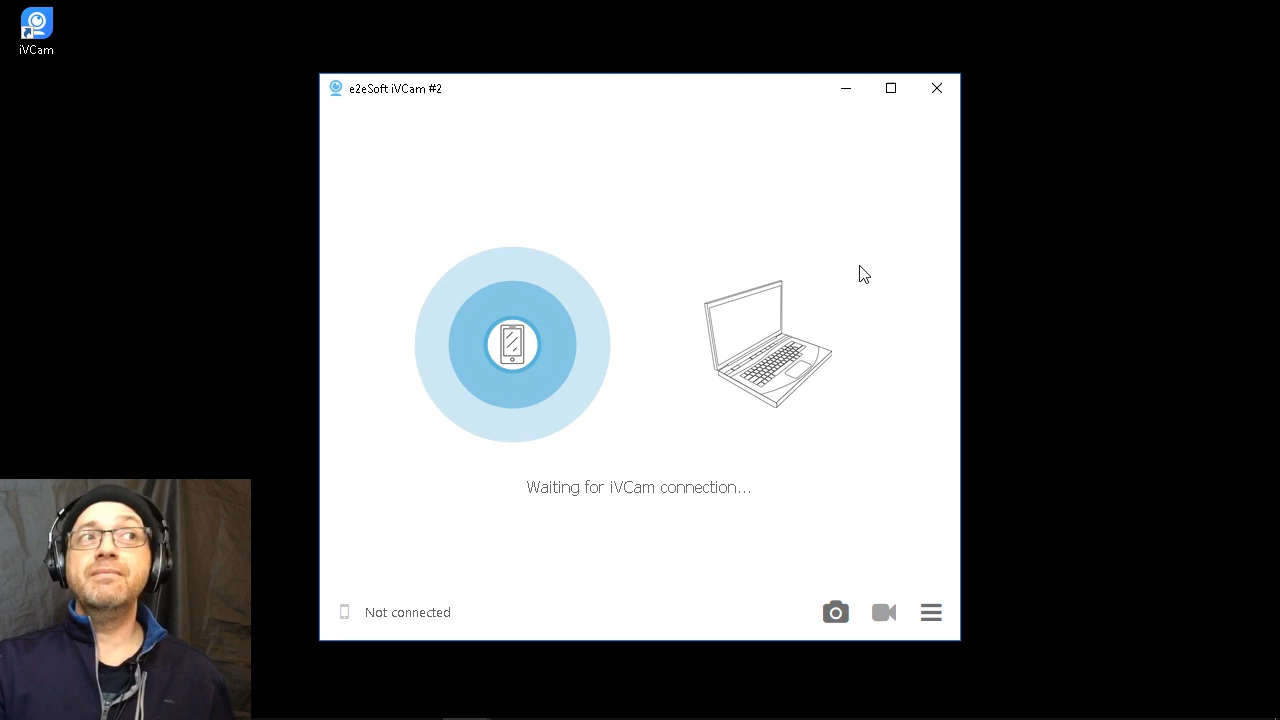 iVCam
e2eSoft iVCam #2
Waiting for iVCam connection...
Not connected